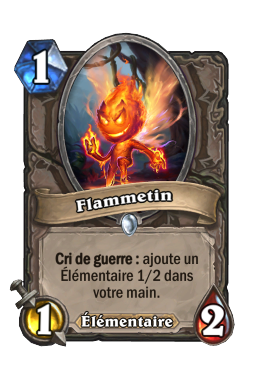 1
Flammetin
Cri de guerre : ajoute un
Élémentaire 1/2 dans
votre main.
1 Élémentaire 2